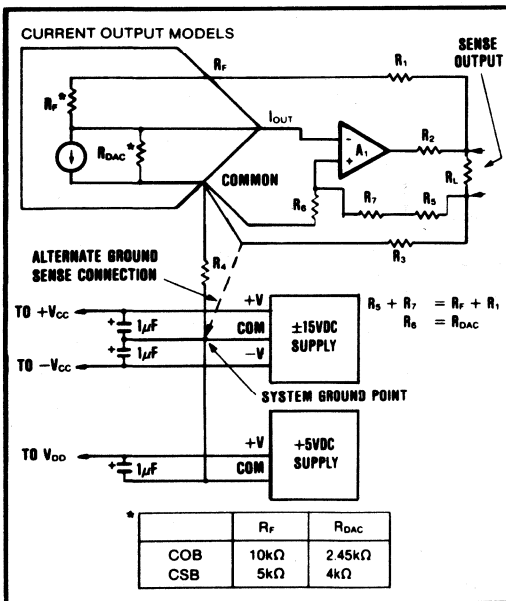 CURRENT OUTPUT MODELS
SENSE
OUTPUT
RF
R1
RF*
IOUT
RDAC*
-
+
A1
R2
RL
COMMON
R6
R7
R5
R3
R4
ALTERNATE GROUND
SENSE CONNECTION
TO +VCC
+V
+
1µF
COM
±15VDC
SUPPLY
+
1µF
TO −VCC
−V
R5 + R7 = RF + R1
R6 = RDAC
SYSTEM GROUND POINT
TO VDD
+V
+
1µF
COM
+5VDC
SUPPLY
*
RF RDAC
COB 10kΩ 2.45kΩ
CSB 5kΩ 4kΩ